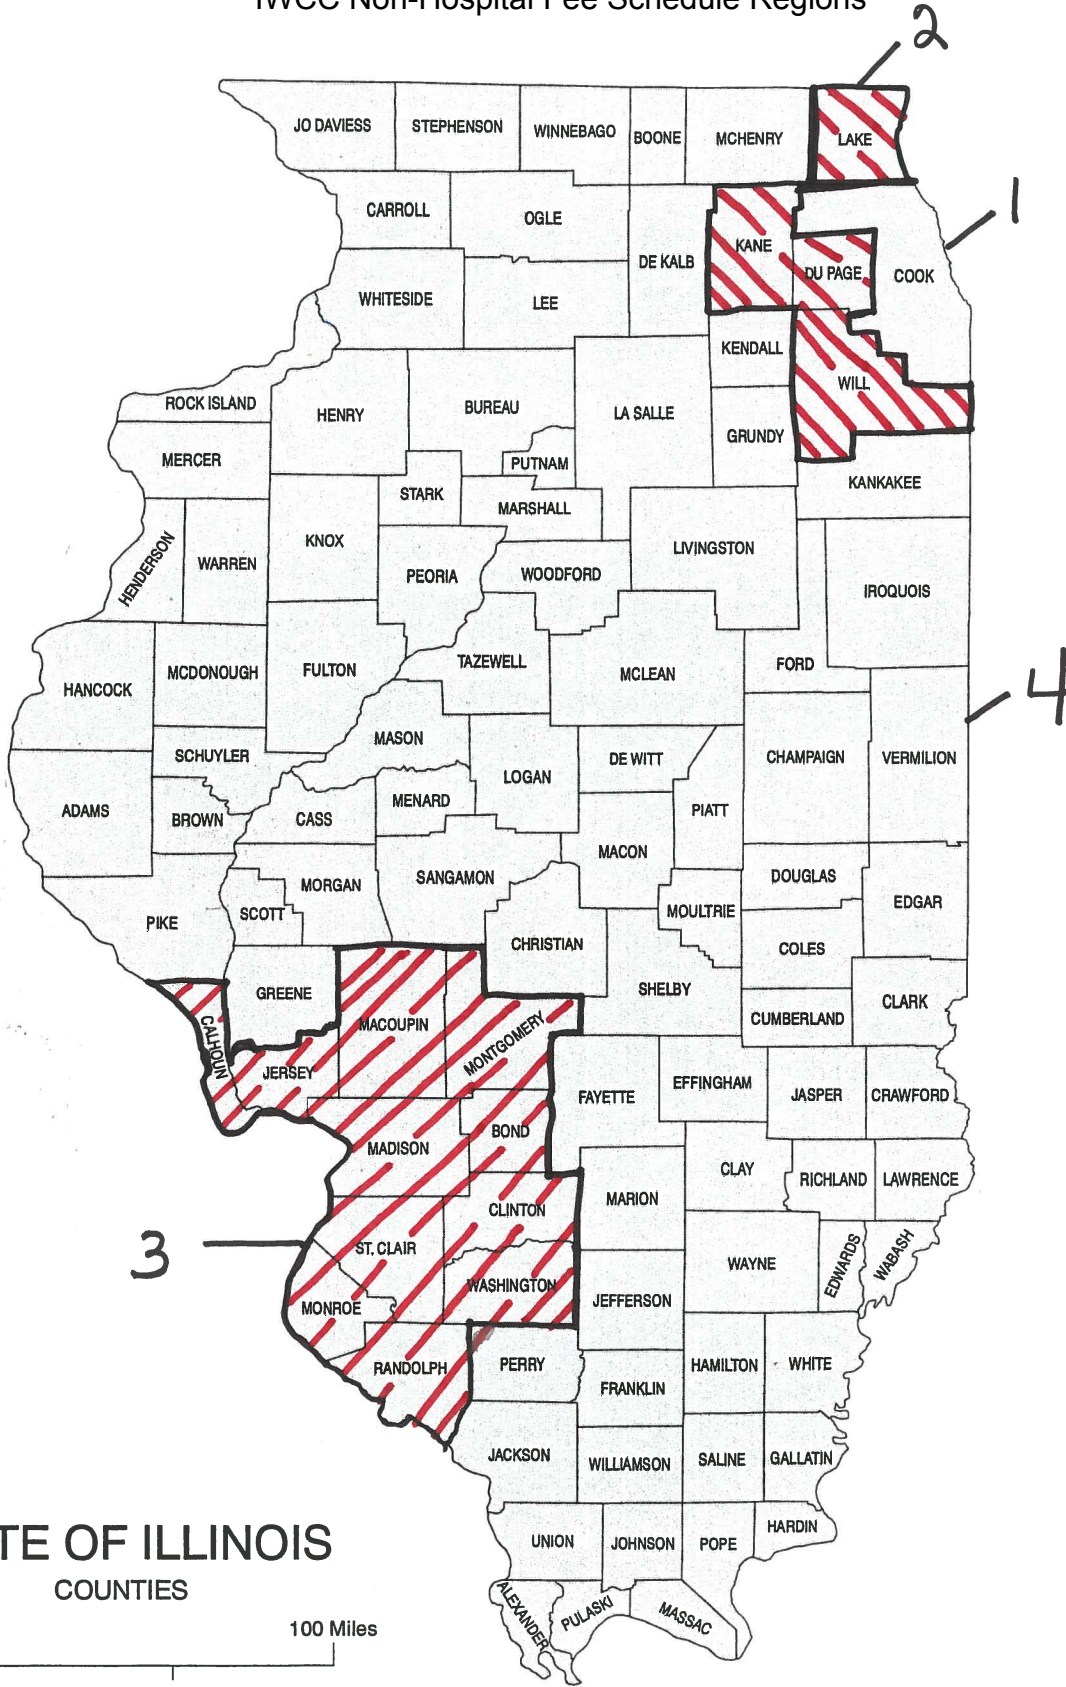 IWCC Non-Hospital Fee Schedule Regions
2
JO DAVIESS
STEPHENSON
WINNEBAGO
BOONE
MCHENRY
LAKE
1
CARROLL
OGLE
DE KALB
KANE
DU PAGE
COOK
WHITESIDE
LEE
KENDALL
WILL
ROCK ISLAND
HENRY
BUREAU
LA SALLE
GRUNDY
MERCER
PUTNAM
KANKAKEE
STARK
MARSHALL
HENDERSON
WARREN
KNOX
PEORIA
WOODFORD
LIVINGSTON
IROQUOIS
HANCOCK
MCDONOUGH
FULTON
TAZEWELL
MCLEAN
FORD
4
SCHUYLER
MASON
LOGAN
DE WITT
CHAMPAIGN
VERMILION
ADAMS
BROWN
CASS
MENARD
PIATT
MACON
PIKE
SCOTT
MORGAN
SANGAMON
CHRISTIAN
MOULTRIE
DOUGLAS
EDGAR
COLES
GREENE
SHELBY
CLARK
CUMBERLAND
CALHOUN
JERSEY
MACOUPIN
MONTGOMERY
FAYETTE
EFFINGHAM
JASPER
CRAWFORD
MADISON
BOND
CLAY
RICHLAND
LAWRENCE
MARION
CLINTON
3
ST. CLAIR
WASHINGTON
WAYNE
EDWARDS
WABASH
MONROE
JEFFERSON
RANDOLPH
PERRY
HAMILTON
WHITE
FRANKLIN
JACKSON
WILLIAMSON
SALINE
GALLATIN
TE OF ILLINOIS
COUNTIES
UNION
JOHNSON
POPE
HARDIN
ALEXANDER
PULASKI
MASSAC
100 Miles